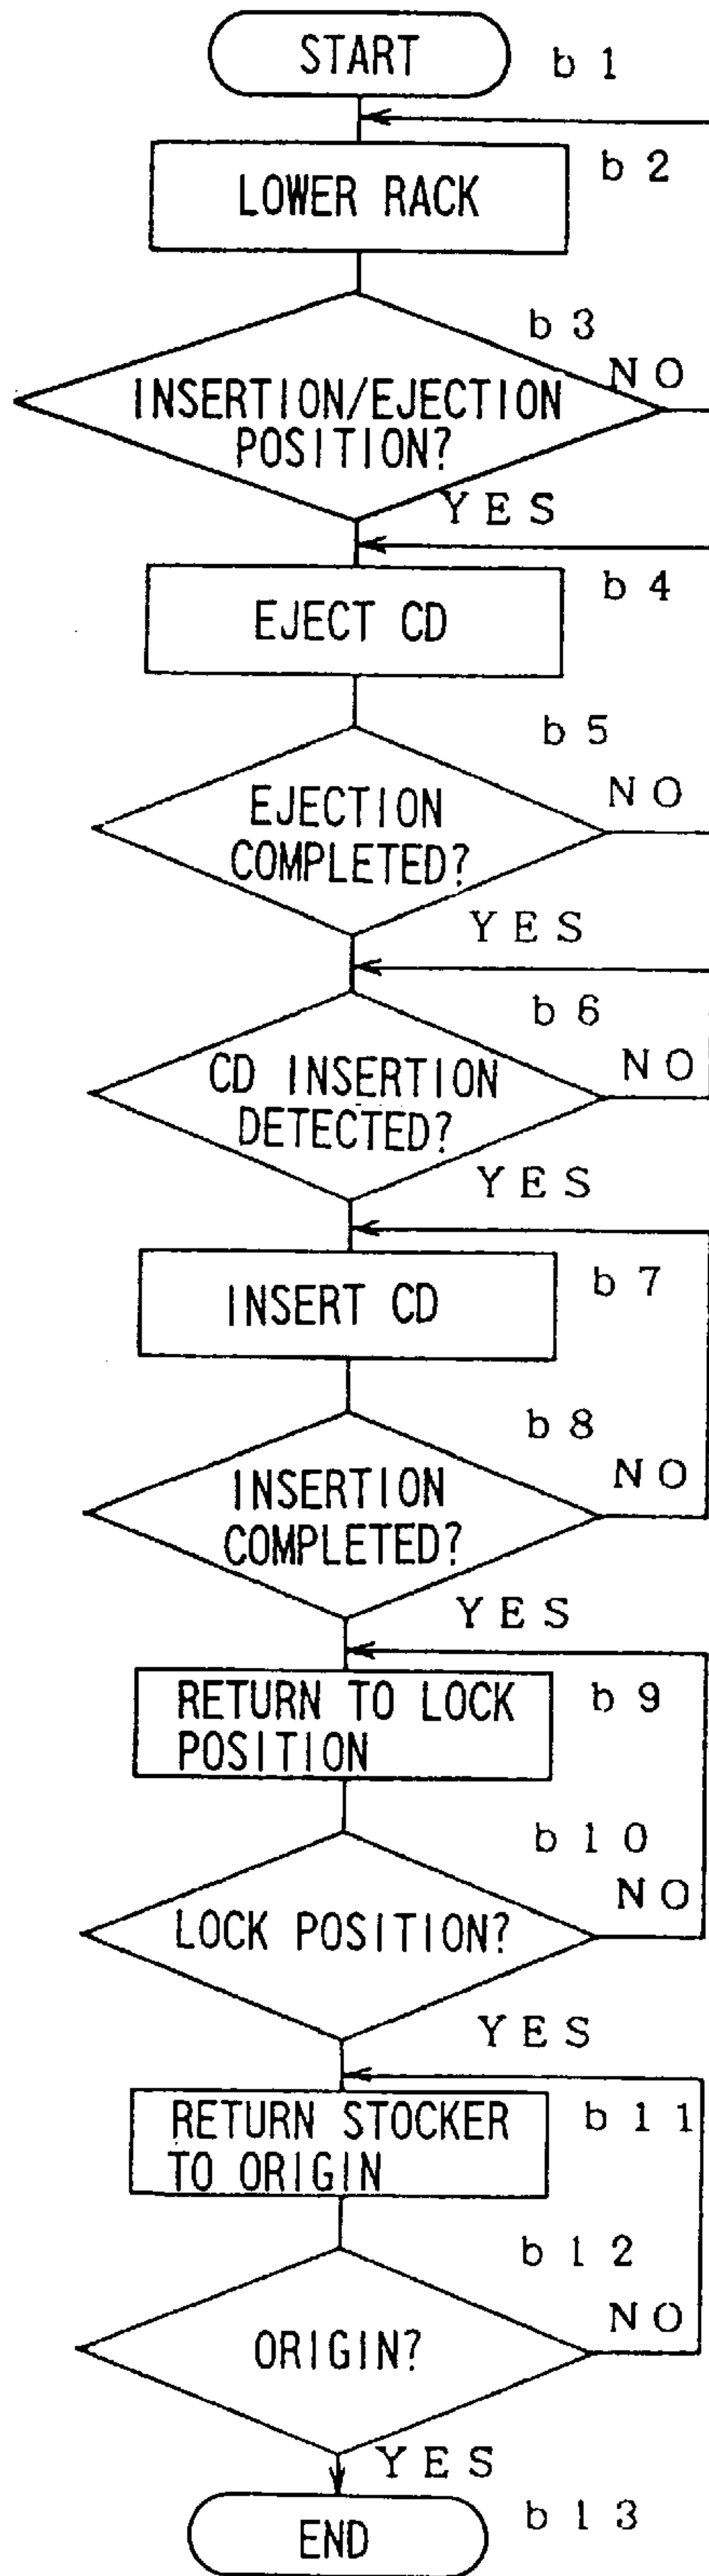 START
b 1
b 2
LOWER RACK
b 3
NO
INSERTION/EJECTION
POSITION?
YES
b 4
EJECT CD
b 5
NO
EJECTION
COMPLETED?
YES
b 6
NO
CD INSERTION
DETECTED?
YES
b 7
INSERT CD
b 8
NO
INSERTION
COMPLETED?
YES
b 9
RETURN TO LOCK
POSITION
b 10
NO
LOCK POSITION?
YES
b 11
RETURN STOCKER
TO ORIGIN
b 12
NO
ORIGIN?
YES
END
b 13